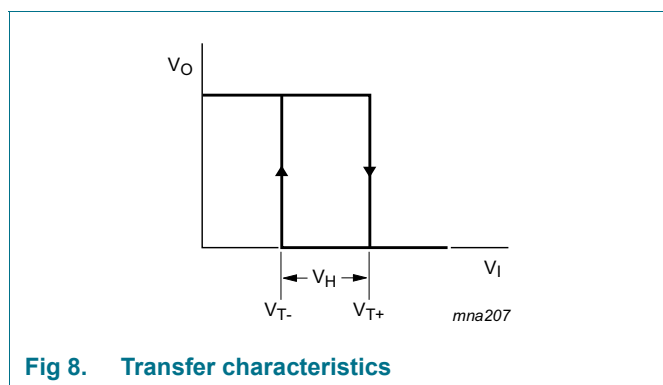 VO
VH
VI
VT-
VT+
mna207
Fig 8. Transfer characteristics